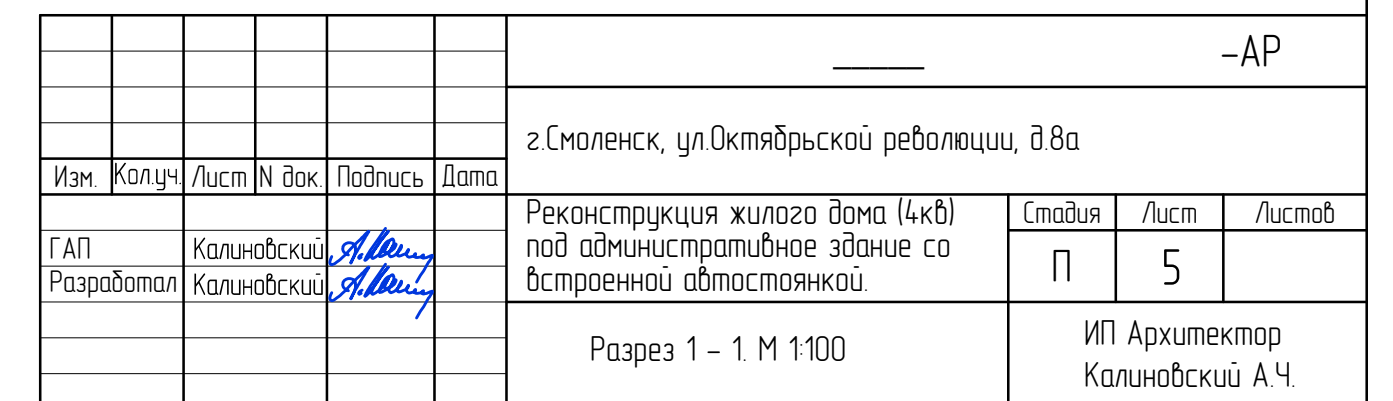 _____ -АР
г.Смоленск, ул.Октябрьской революции, д.8а
Изм. Кол.уч. Лист N док. Подпись Дата
Реконструкция жилого дома (4кв)
под административное здание со
встроенной автостоянкой.
Стадия Лист Листов
П 5
ГАП Калиновский
Разработал Калиновский
Разрез 1 – 1. М 1:100
ИП Архитектор
Калиновский А.Ч.